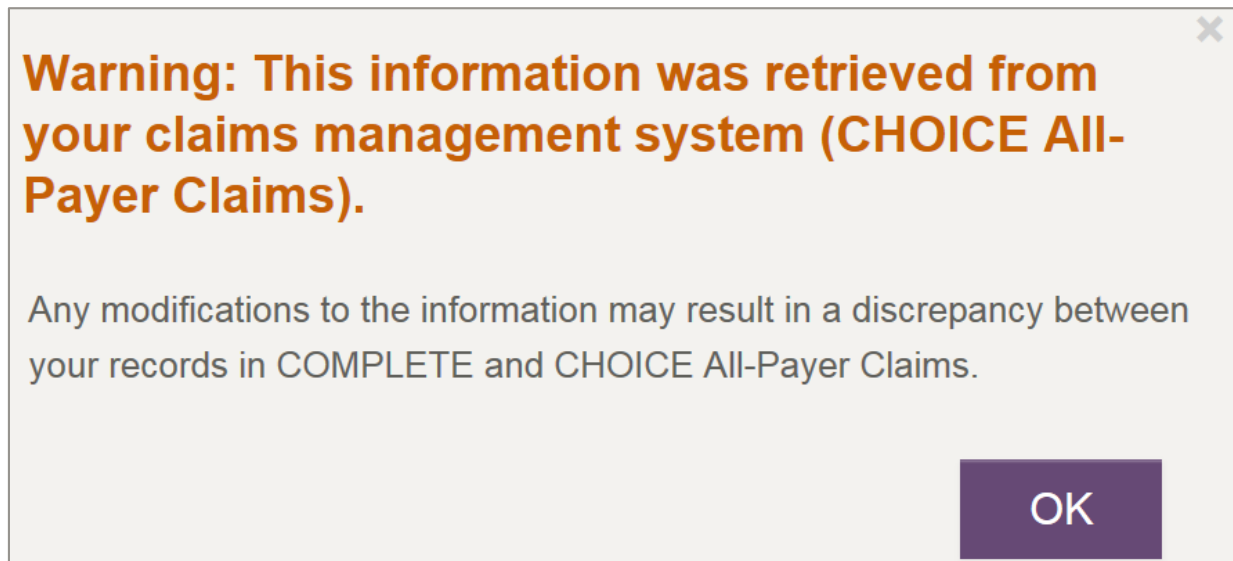 Warning: This information was retrieved from
your claims management system (CHOICE All-
Payer Claims).
Any modifications to the information may result in a discrepancy between
your records in COMPLETE and CHOICE All-Payer Claims.
OK